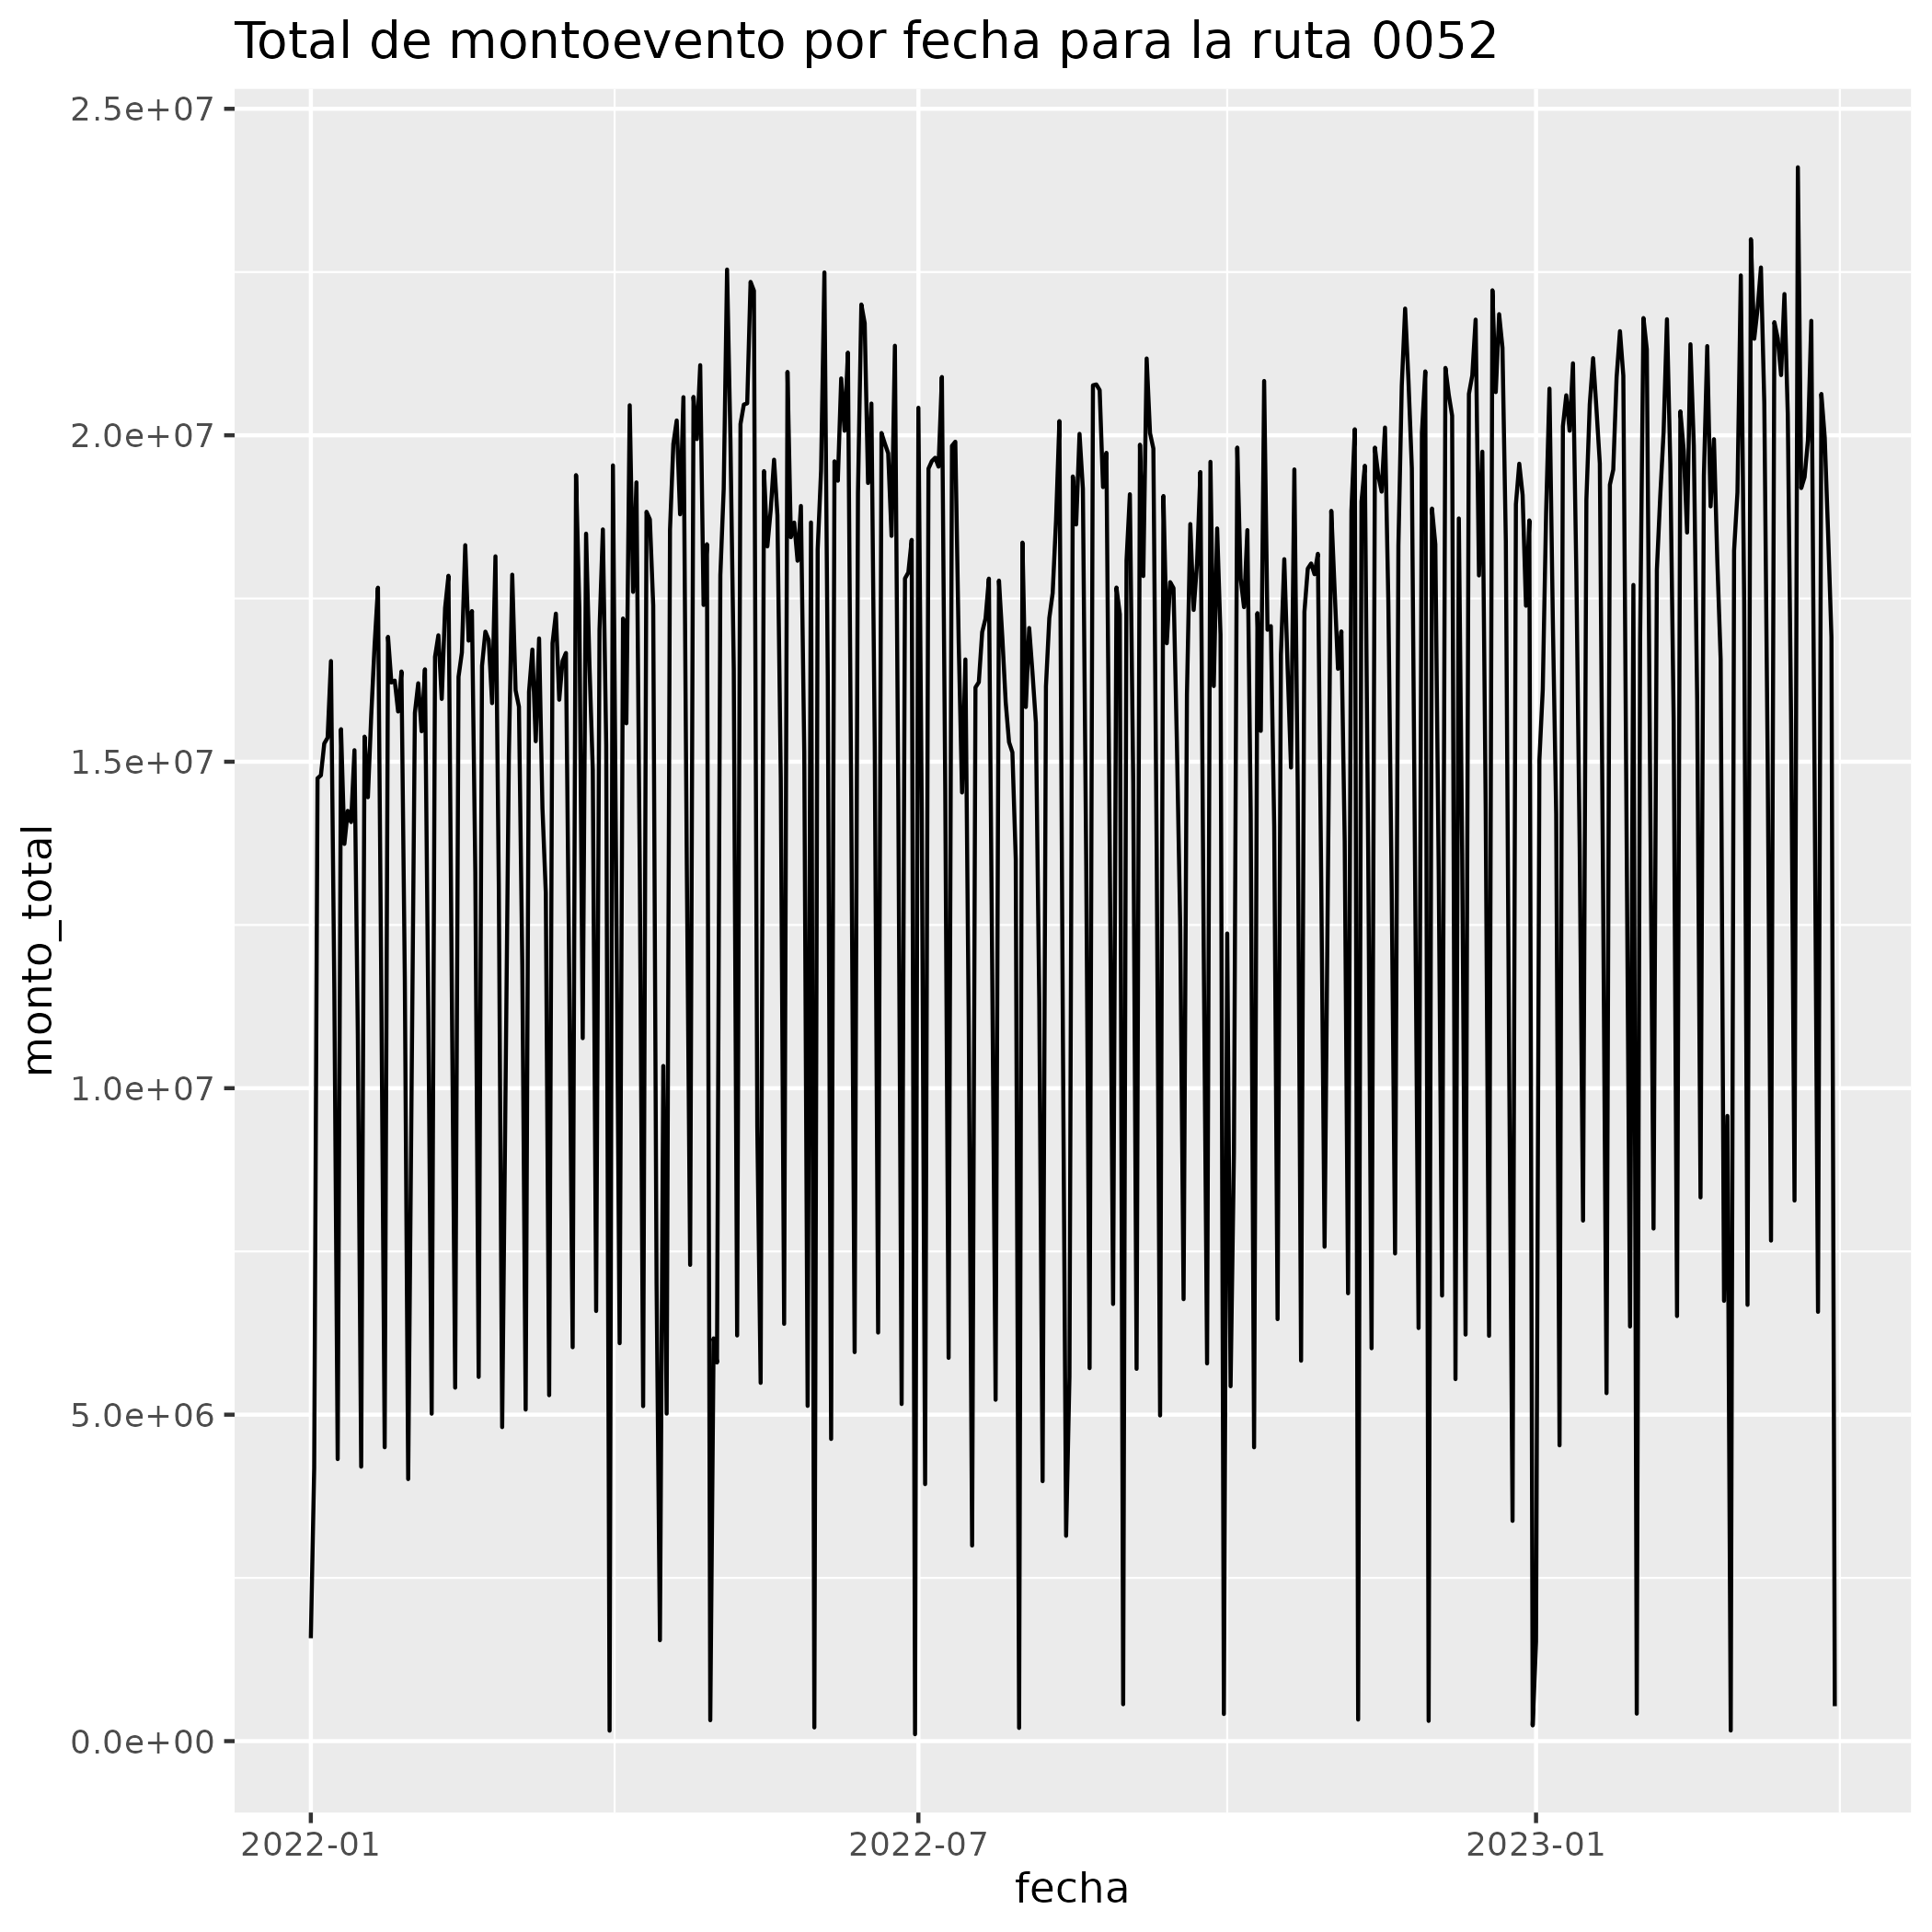 Total de montoevento por fecha para la ruta 0052
2.5e+07
2.0e+07
1.5e+07
1.0e+07
5.0e+06
0.0e+00
monto_total
2022-01
2022-07
2023-01
fecha